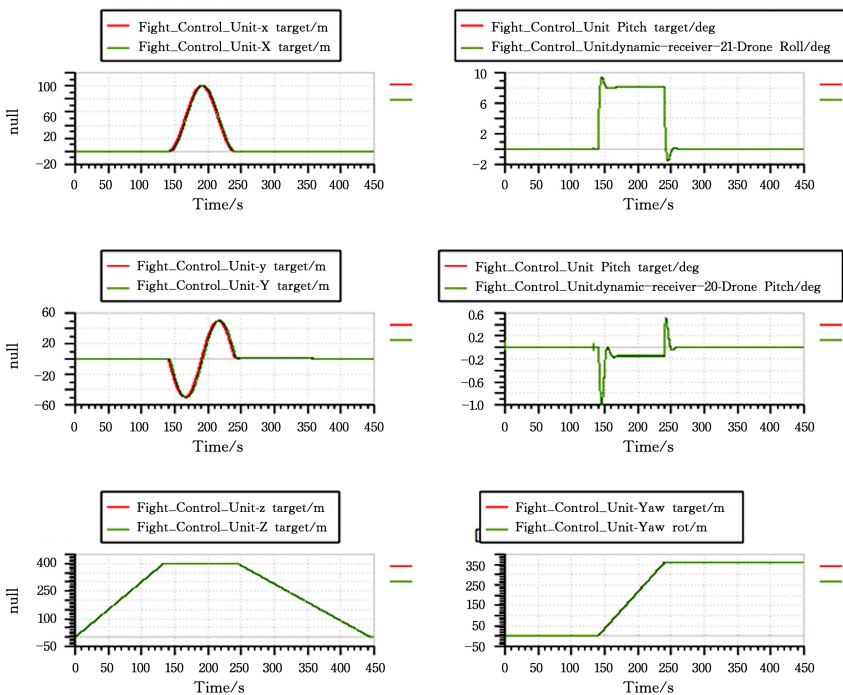 Fight_Control_Unit-x target/m
Fight_Control_Unit-X target/m
null
100
60
20
−20
0 50 100 150 200 250 300 350 400 450
Time/s
Fight_Control_Unit Pitch target/deg
Fight_Control_Unit.dynamic-receiver-21-Drone Roll/deg
10
6
2
−2
0 50 100 150 200 250 300 350 400 450
Time/s
Fight_Control_Unit-y target/m
Fight_Control_Unit-Y target/m
null
60
20
−20
−60
0 50 100 150 200 250 300 350 400 450
Time/s
Fight_Control_Unit Pitch target/deg
Fight_Control_Unit.dynamic-receiver-20-Drone Pitch/deg
0.6
0.2
−0.2
−0.6
−1.0
0 50 100 150 200 250 300 350 400 450
Time/s
Fight_Control_Unit-z target/m
Fight_Control_Unit-Z target/m
null
400
250
100
−50
0 50 100 150 200 250 300 350 400 450
Time/s
Fight_Control_Unit-Yaw target/m
Fight_Control_Unit-Yaw rot/m
350
250
150
50
−50
0 50 100 150 200 250 300 350 400 450
Time/s